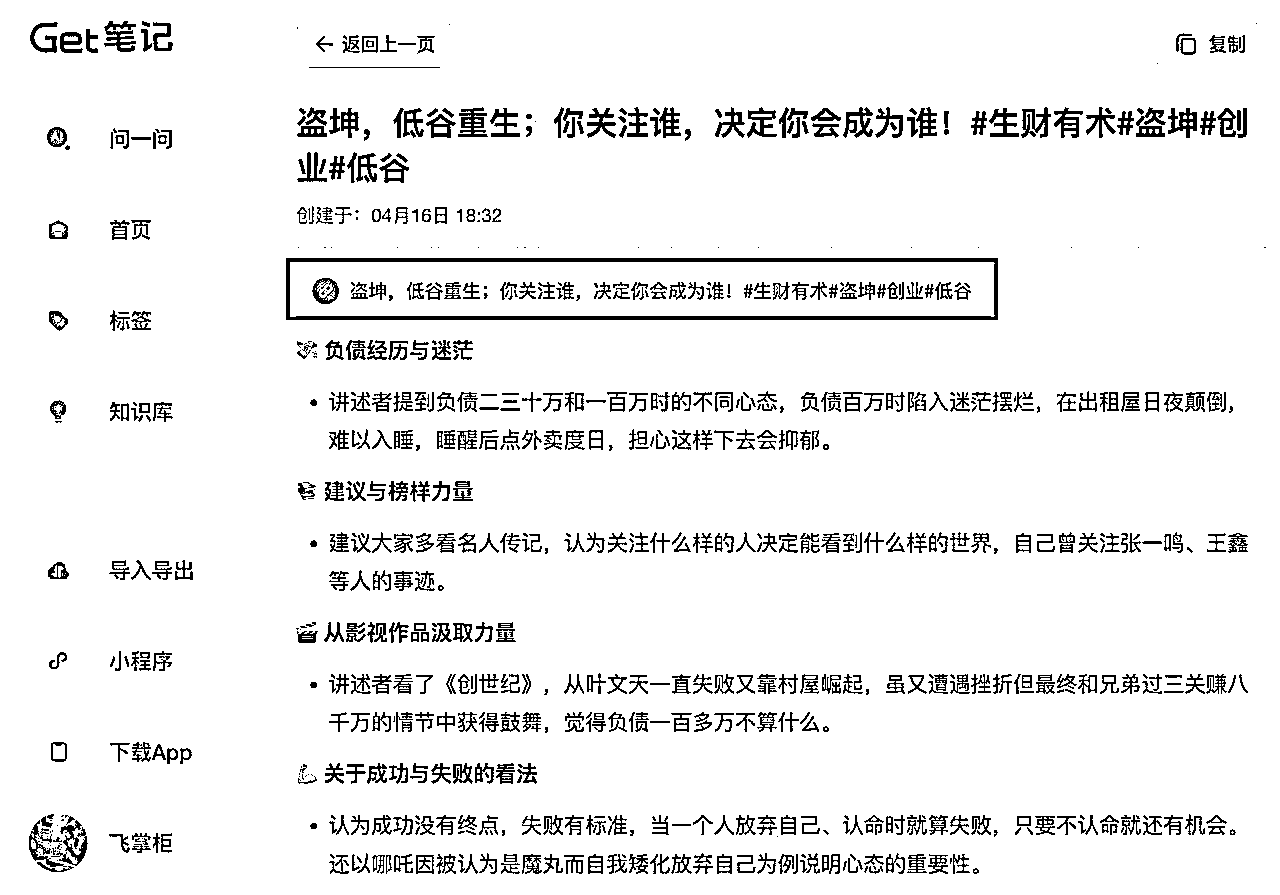 Get笔记
返回上一页
复制
问一问
首页
标签
知识库
导入导出
小程序
下载App
飞掌柜
盗坤，低谷重生；你关注谁，决定你会成为谁！#生财有术#盗坤#创
业#低谷
创建于：04月16日 18:32
盗坤，低谷重生；你关注谁，决定你会成为谁！#生财有术#盗坤#创业#低谷
负债经历与迷茫
• 讲述者提到负债二三十万和一百万时的不同心态，负债百万时陷入迷茫摆烂，在出租屋日夜颠倒，
难以入睡，睡醒后点外卖度日，担心这样下去会抑郁。
建议与榜样力量
• 建议大家多看名人传记，认为关注什么样的人决定能看到什么样的世界，自己曾关注张一鸣、王鑫
等人的事迹。
从影视作品汲取力量
• 讲述者看了《创世纪》，从叶文天一直失败又靠村屋崛起，虽又遭遇挫折但最终和兄弟过三关赚八
千万的情节中获得鼓舞，觉得负债一百多万不算什么。
关于成功与失败的看法
• 认为成功没有终点，失败有标准，当一个人放弃自己、认命时就算失败，只要不认命就还有机会。
还以哪吒因被认为是魔丸而自我矮化放弃自己为例说明心态的重要性。